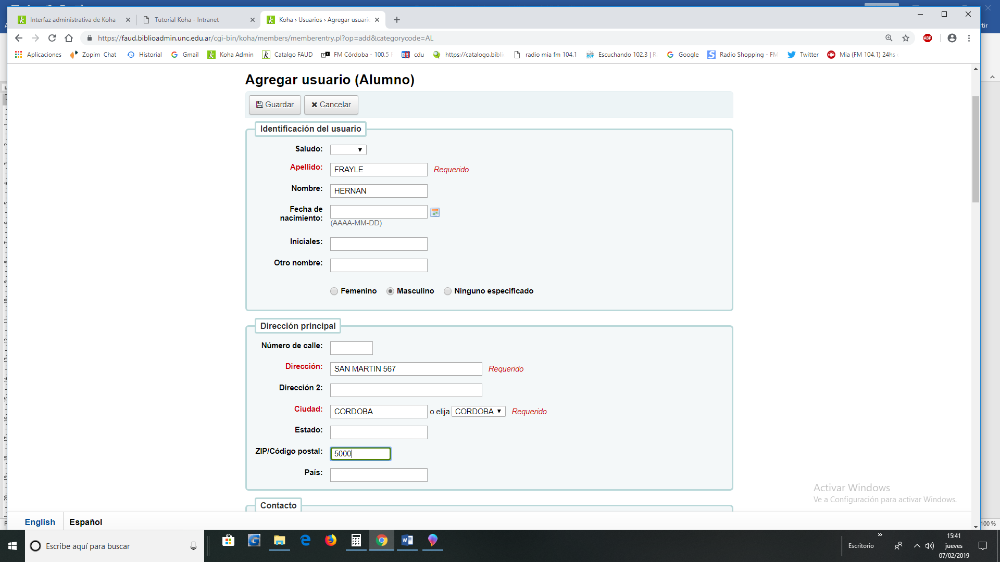 Interfaz administrativa de Koha
Tutorial Koha - Intranet
Koha › Usuarios › Agregar usuario
https://faud.biblioadmin.unc.edu.ar/cgi-bin/koha/members/memberentry.pl?op=add&categorycode=AL
ABP
Aplicaciones
Zopim Chat
Historial
Gmail
Koha Admin
Catalgo FAUD
FM Córdoba - 100.5
cdu
https://catalogo.bibli
radio mia fm 104.1
Escuchando 102.3 | R
Google
Radio Shopping - FM
Twitter
Mia (FM 104.1) 24hs
Agregar usuario (Alumno)
Guardar
Cancelar
Identificación del usuario
Saludo:
Apellido: FRAYLE Requerido
Nombre: HERNAN
Fecha de
nacimiento:
(AAAA-MM-DD)
Iniciales:
Otro nombre:
Femenino Masculino Ninguno especificado
Dirección principal
Número de calle:
Dirección: SAN MARTIN 567 Requerido
Dirección 2:
Ciudad: CORDOBA o elija CORDOBA Requerido
Estado:
ZIP/Código postal: 5000
País:
Contacto
Activar Windows
Ve a Configuración para activar Windows.
English Español
100 %
Escribe aquí para buscar
Escritorio
15:41
jueves
07/02/2019